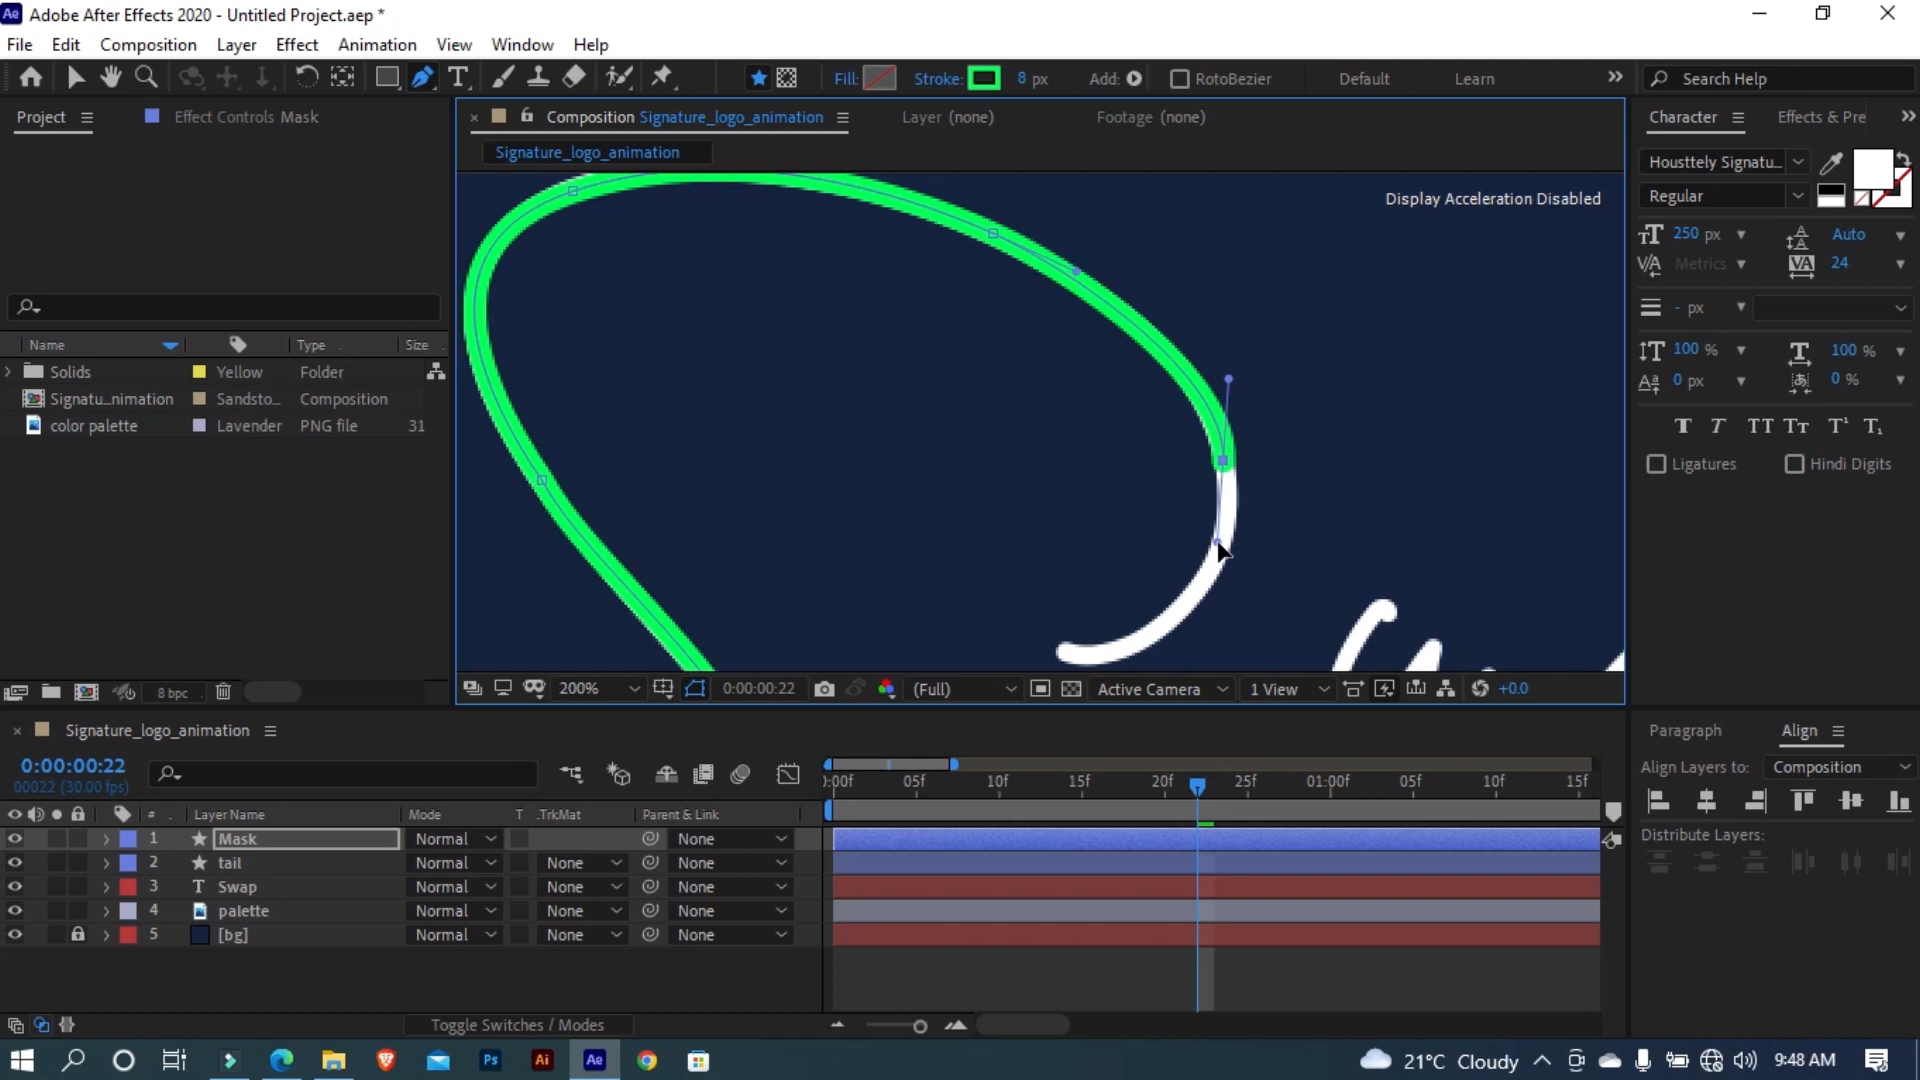 Adobe After Effects 2020 - Untitled Project.aep *
File Edit Composition Layer Effect Animation View Window Help
Fill: Stroke: 8 px Add: RotoBezier Default Learn Search Help
Project Effect Controls Mask
Composition Signature_logo_animation Layer (none) Footage (none)
Signature_logo_animation
Display Acceleration Disabled
Name Type Size
Solids Yellow Folder
Signatu...nimation Sandsto... Composition
color palette Lavender PNG file 31
8 bpc
200% 0:00:00:22 (Full) Active Camera 1 View +0.0
Character Effects & Pre
Housttely Signatu...
Regular
250 px Auto
Metrics 24
- px
100 % 100 %
0 px 0 %
T T TT Tt T¹ T₁
Ligatures Hindi Digits
Signature_logo_animation
0:00:00:22
00022 (30.00 fps)
:00f 05f 10f 15f 20f 25f 01:00f 05f 10f 15f
# Layer Name Mode T .TrkMat Parent & Link
1 Mask Normal None
2 tail Normal None None
3 T Swap Normal None None
4 palette Normal None None
5 [bg] Normal None None
Toggle Switches / Modes
Paragraph Align
Align Layers to: Composition
Distribute Layers:
Ps Ai Ae
21°C Cloudy 9:48 AM